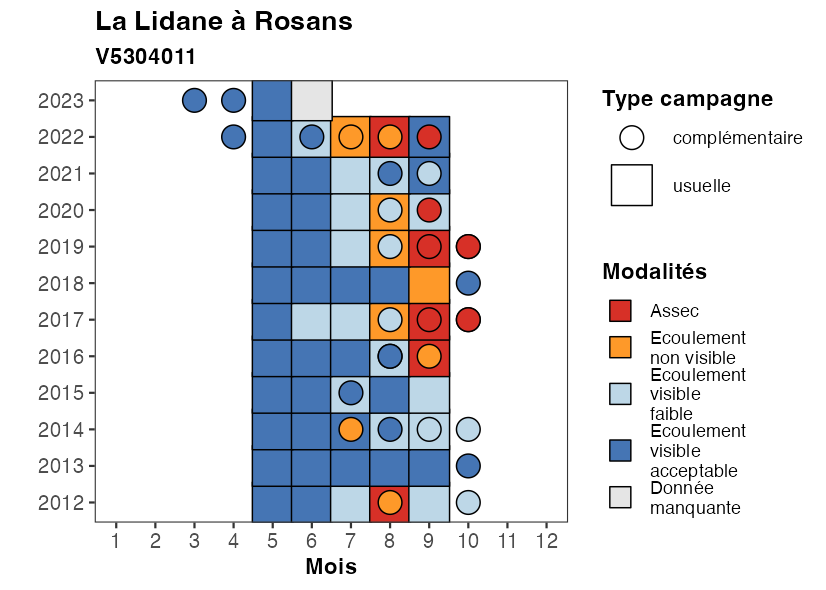 La Lidane à Rosans
V5304011
2023
2022
2021
2020
2019
2018
2017
2016
2015
2014
2013
2012
1 2 3 4 5 6 7 8 9 10 11 12
Mois
Type campagne
complémentaire
usuelle
Modalités
Assec
Ecoulement
non visible
Ecoulement
visible
faible
Ecoulement
visible
acceptable
Donnée
manquante